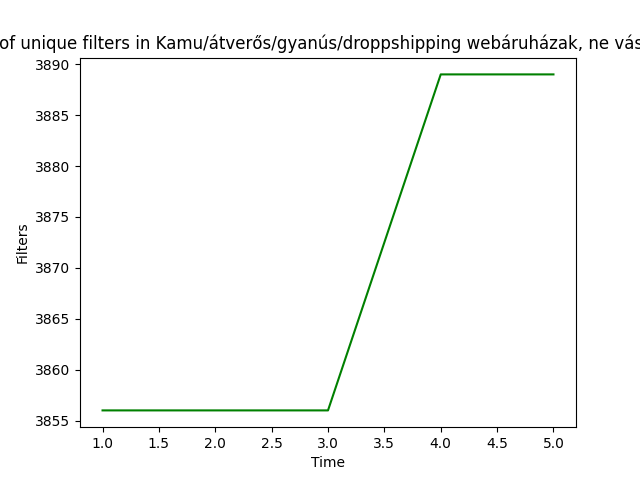 of unique filters in Kamu/átverős/gyanús/droppshipping webáruházak, ne vás
3890
3885
3880
3875
3870
3865
3860
3855
Filters
1.0 1.5 2.0 2.5 3.0 3.5 4.0 4.5 5.0
Time